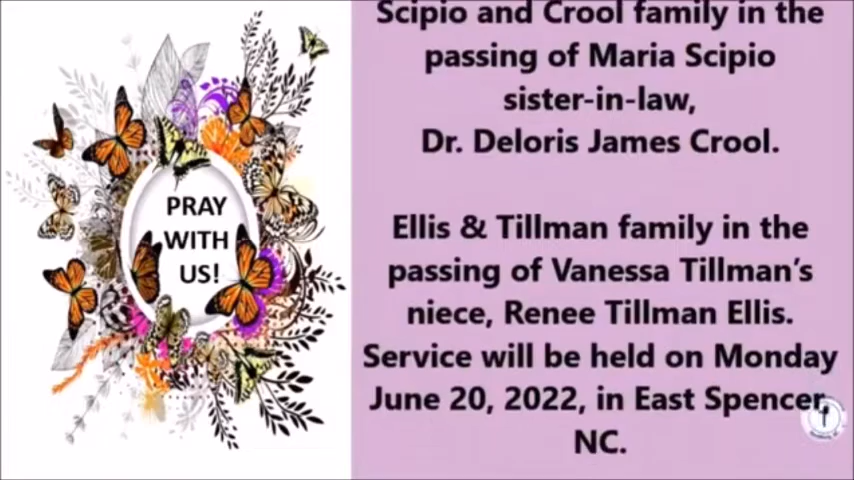 PRAY
WITH
US!
Scipio and Crool family in the
passing of Maria Scipio
sister-in-law,
Dr. Deloris James Crool.
Ellis & Tillman family in the
passing of Vanessa Tillman’s
niece, Renee Tillman Ellis.
Service will be held on Monday
June 20, 2022, in East Spencer,
NC.